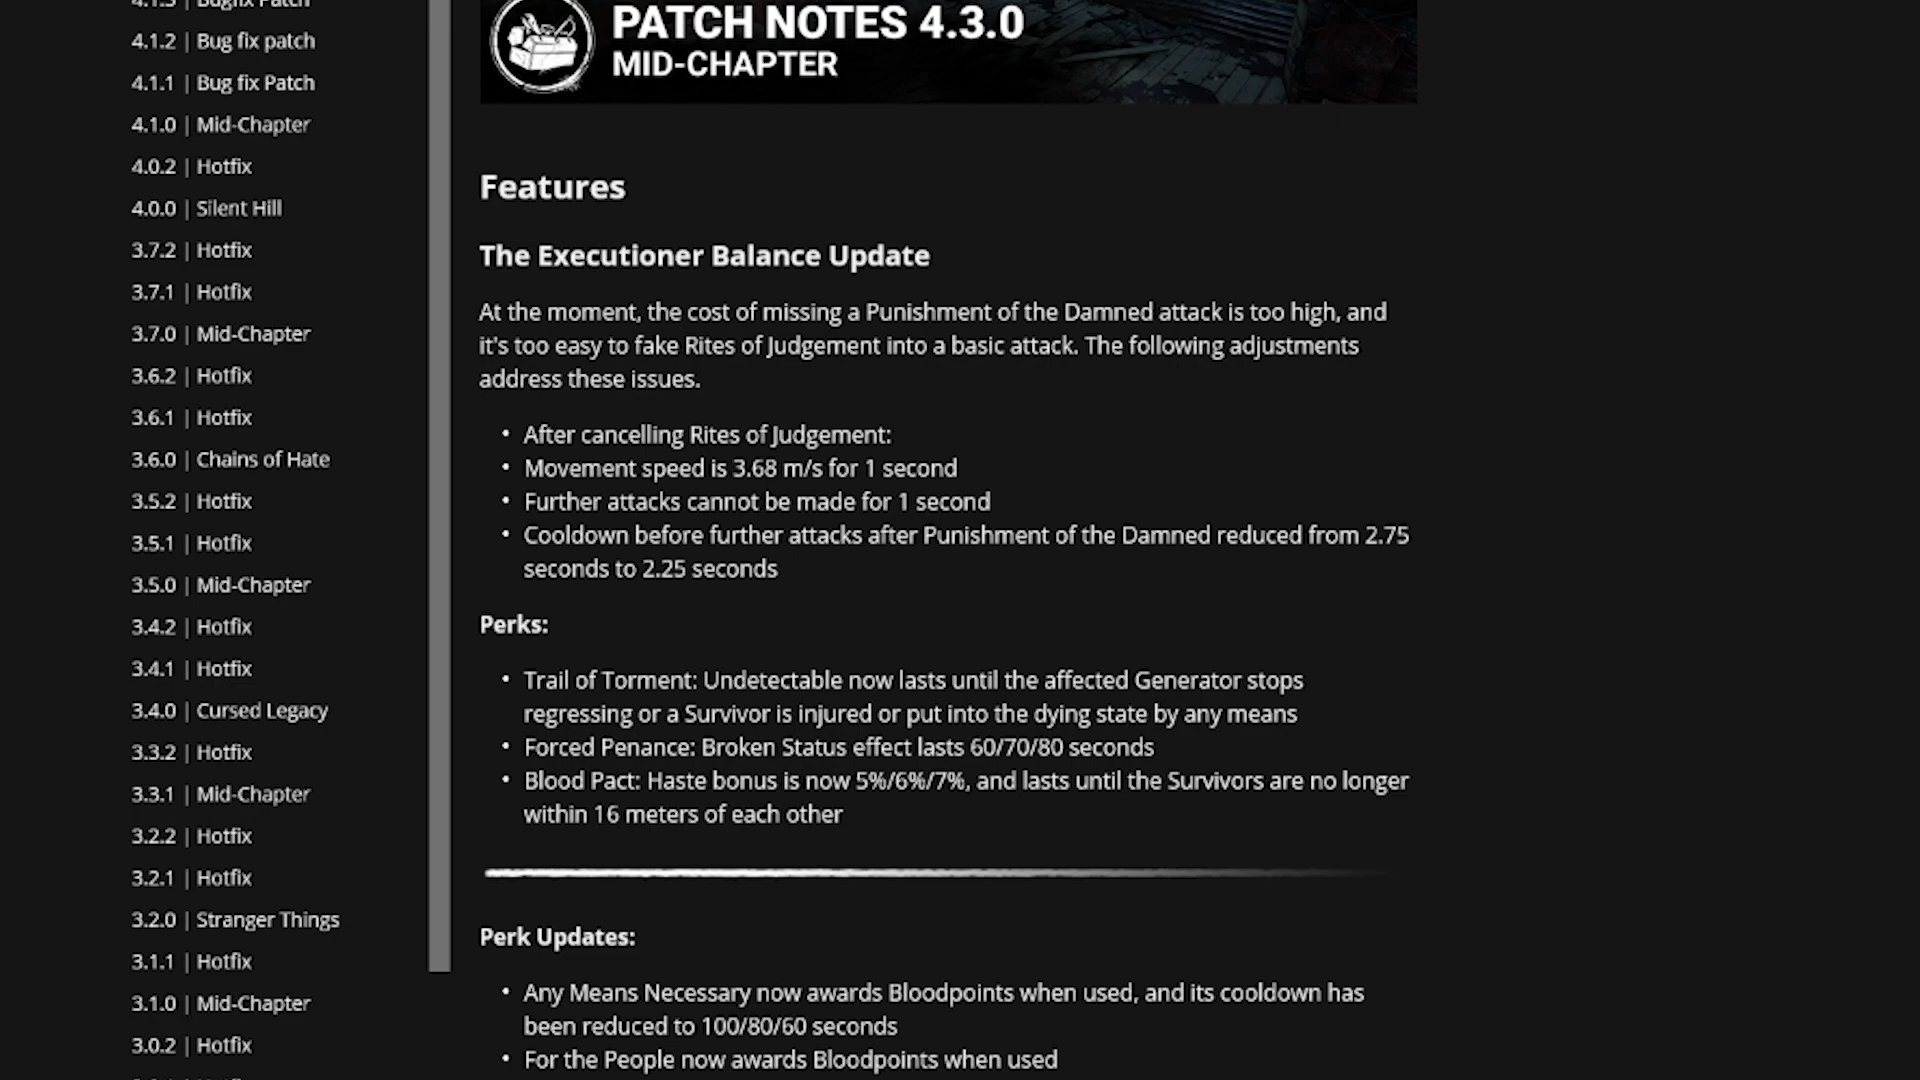 4.1.3 | Bugfix Patch
4.1.2 | Bug fix patch
4.1.1 | Bug fix Patch
4.1.0 | Mid-Chapter
4.0.2 | Hotfix
4.0.0 | Silent Hill
3.7.2 | Hotfix
3.7.1 | Hotfix
3.7.0 | Mid-Chapter
3.6.2 | Hotfix
3.6.1 | Hotfix
3.6.0 | Chains of Hate
3.5.2 | Hotfix
3.5.1 | Hotfix
3.5.0 | Mid-Chapter
3.4.2 | Hotfix
3.4.1 | Hotfix
3.4.0 | Cursed Legacy
3.3.2 | Hotfix
3.3.1 | Mid-Chapter
3.2.2 | Hotfix
3.2.1 | Hotfix
3.2.0 | Stranger Things
3.1.1 | Hotfix
3.1.0 | Mid-Chapter
3.0.2 | Hotfix
PATCH NOTES 4.3.0
MID-CHAPTER
Features
The Executioner Balance Update
At the moment, the cost of missing a Punishment of the Damned attack is too high, and
it's too easy to fake Rites of Judgement into a basic attack. The following adjustments
address these issues.
• After cancelling Rites of Judgement:
• Movement speed is 3.68 m/s for 1 second
• Further attacks cannot be made for 1 second
• Cooldown before further attacks after Punishment of the Damned reduced from 2.75
seconds to 2.25 seconds
Perks:
• Trail of Torment: Undetectable now lasts until the affected Generator stops
regressing or a Survivor is injured or put into the dying state by any means
• Forced Penance: Broken Status effect lasts 60/70/80 seconds
• Blood Pact: Haste bonus is now 5%/6%/7%, and lasts until the Survivors are no longer
within 16 meters of each other
Perk Updates:
• Any Means Necessary now awards Bloodpoints when used, and its cooldown has
been reduced to 100/80/60 seconds
• For the People now awards Bloodpoints when used